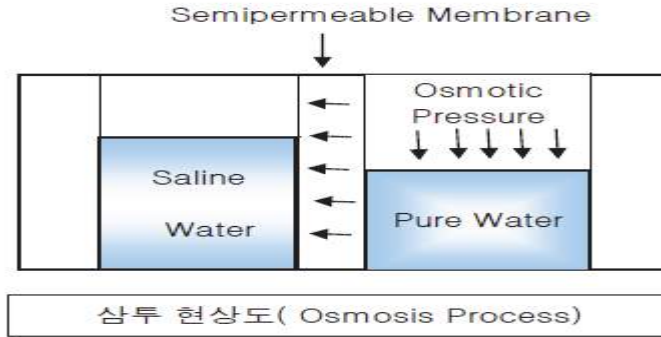 Semipermeable Membrane
Osmotic
Pressure
Saline
Water
Pure Water
삼투 현상도( Osmosis Process)